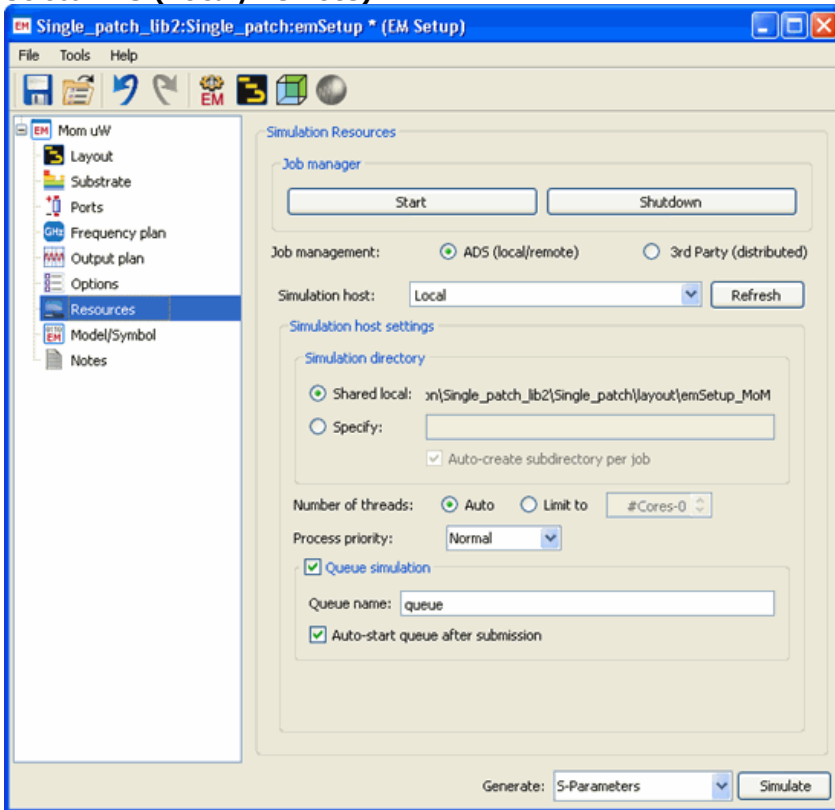 Single_patch_lib2:Single_patch:emSetup * (EM Setup)
File Tools Help
EM
Mom uW
Layout
Substrate
Ports
Frequency plan
Output plan
Options
Resources
Model/Symbol
Notes
Simulation Resources
Job manager
Start Shutdown
Job management: ADS (local/remote) 3rd Party (distributed)
Simulation host: Local Refresh
Simulation host settings
Simulation directory
Shared local: on\Single_patch_lib2\Single_patch\layout\emSetup_MoM
Specify:
Auto-create subdirectory per job
Number of threads: Auto Limit to #Cores-0
Process priority: Normal
Queue simulation
Queue name: queue
Auto-start queue after submission
Generate: S-Parameters Simulate